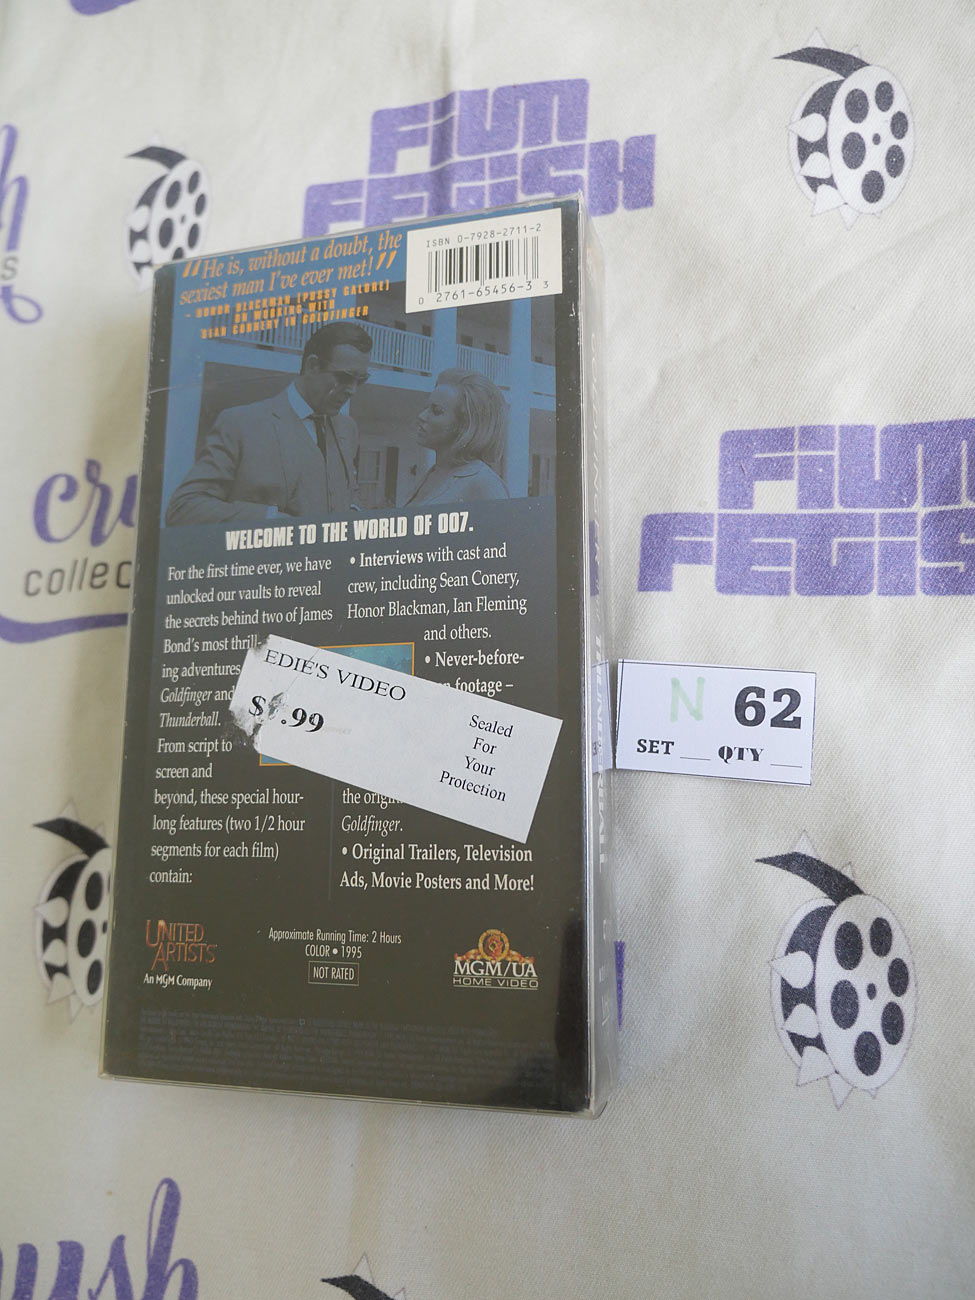 FILM
FETISH
h
s
"He is, without a doubt, the
sexiest man I've ever met!"
- HONOR BLACKMAN (PUSSY GALORE)
ON WORKING WITH
SEAN CONNERY IN GOLDFINGER
ISBN 0-7928-2711-2
0 2761-65456-3 3
FILM
FETIS
cru
collec
WELCOME TO THE WORLD OF 007.
For the first time ever, we have
unlocked our vaults to reveal
the secrets behind two of James
Bond's most thrill-
ing adventures
Goldfinger and
Thunderball.
From script to
screen and
beyond, these special hour-
long features (two 1/2 hour
segments for each film)
contain:
• Interviews with cast and
crew, including Sean Conery,
Honor Blackman, Ian Fleming
and others.
• Never-before-
footage –
the origin
Goldfinger.
• Original Trailers, Television
Ads, Movie Posters and More!
EDIE'S VIDEO
$ .99
Sealed
For
Your
Protection
N 62
SET __ QTY __
UNITED
ARTISTS
An MGM Company
Approximate Running Time: 2 Hours
COLOR • 1995
NOT RATED
MGM/UA
HOME VIDEO
rush